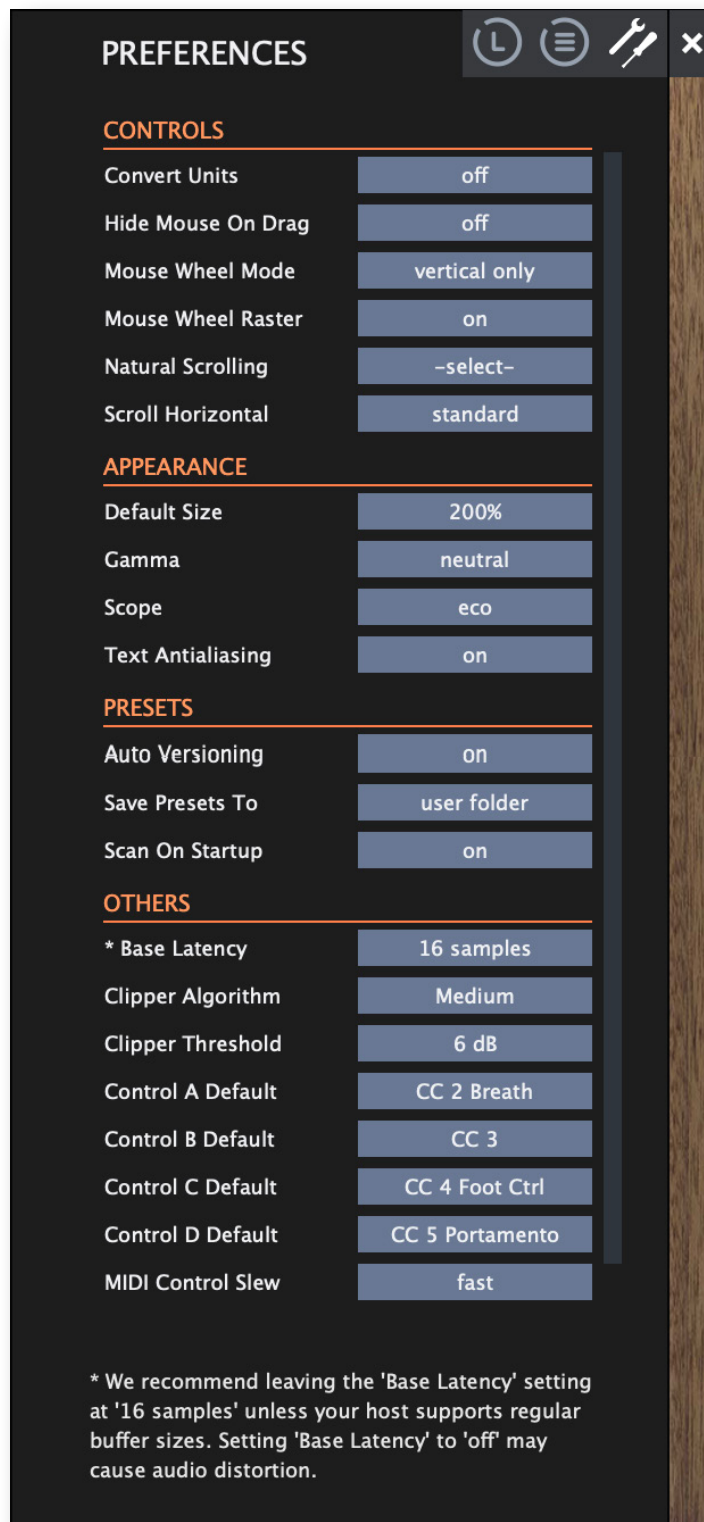 PREFERENCES
L
CONTROLS
Convert Units off
Hide Mouse On Drag off
Mouse Wheel Mode vertical only
Mouse Wheel Raster on
Natural Scrolling -select-
Scroll Horizontal standard
APPEARANCE
Default Size 200%
Gamma neutral
Scope eco
Text Antialiasing on
PRESETS
Auto Versioning on
Save Presets To user folder
Scan On Startup on
OTHERS
* Base Latency 16 samples
Clipper Algorithm Medium
Clipper Threshold 6 dB
Control A Default CC 2 Breath
Control B Default CC 3
Control C Default CC 4 Foot Ctrl
Control D Default CC 5 Portamento
MIDI Control Slew fast
* We recommend leaving the 'Base Latency' setting
at '16 samples' unless your host supports regular
buffer sizes. Setting 'Base Latency' to 'off' may
cause audio distortion.